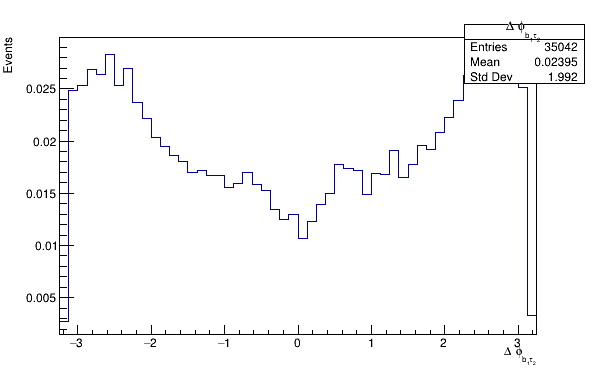 Δ ϕ_{b_1τ_2}
Entries 35042
Mean 0.02395
Std Dev 1.992
Events
0.025
0.02
0.015
0.01
0.005
−3 −2 −1 0 1 2 3
Δ ϕ_{b_1τ_2}